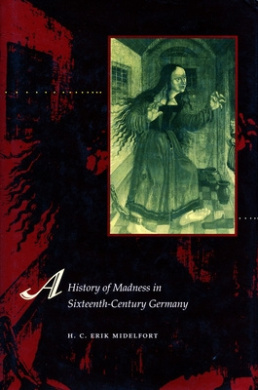 A History of Madness in
Sixteenth-Century Germany
H. C. ERIK MIDELFORT